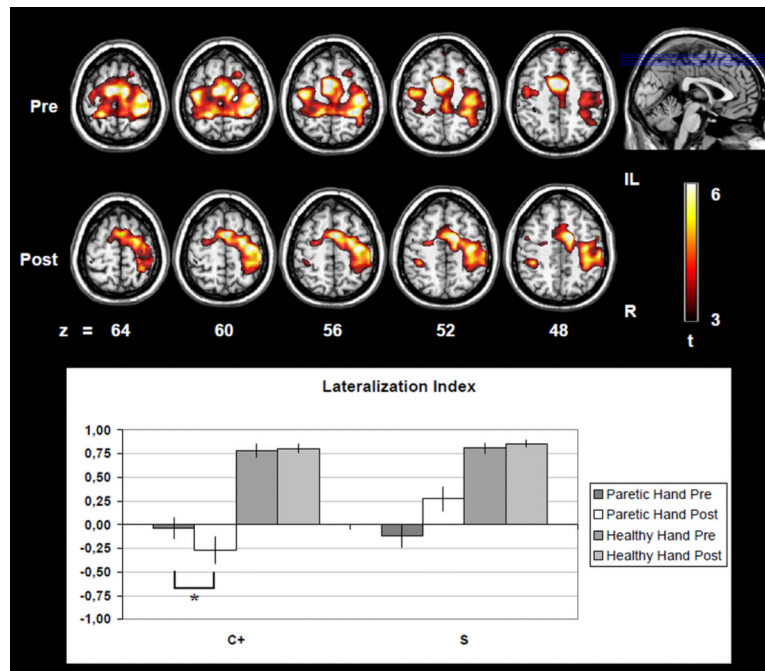 Pre
IL
6
Post
R
3
z = 64 60 56 52 48
t
Lateralization Index
1,00
0,75
0,50
0,25
0,00
-0,25
-0,50
-0,75
-1,00
*
C+ S
Paretic Hand Pre
Paretic Hand Post
Healthy Hand Pre
Healthy Hand Post